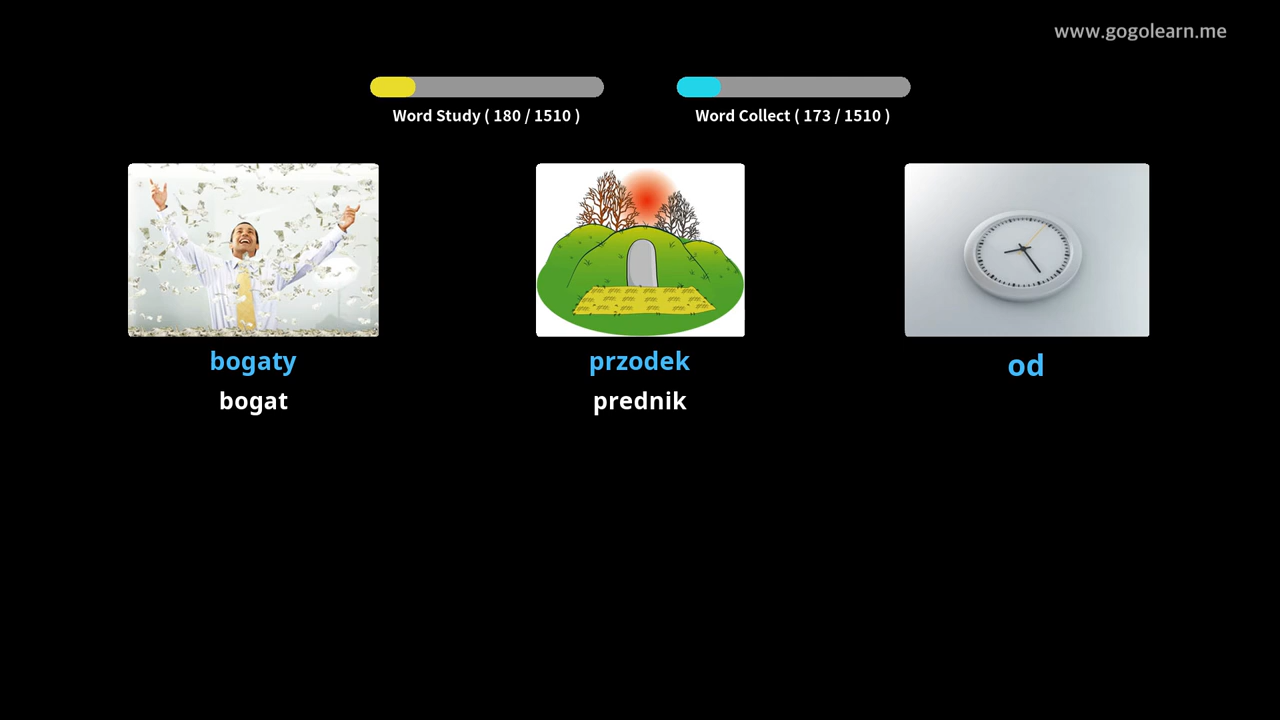 www.gogolearn.me
Word Study ( 180 / 1510 )
Word Collect ( 173 / 1510 )
bogaty
przodek
od
bogat
prednik